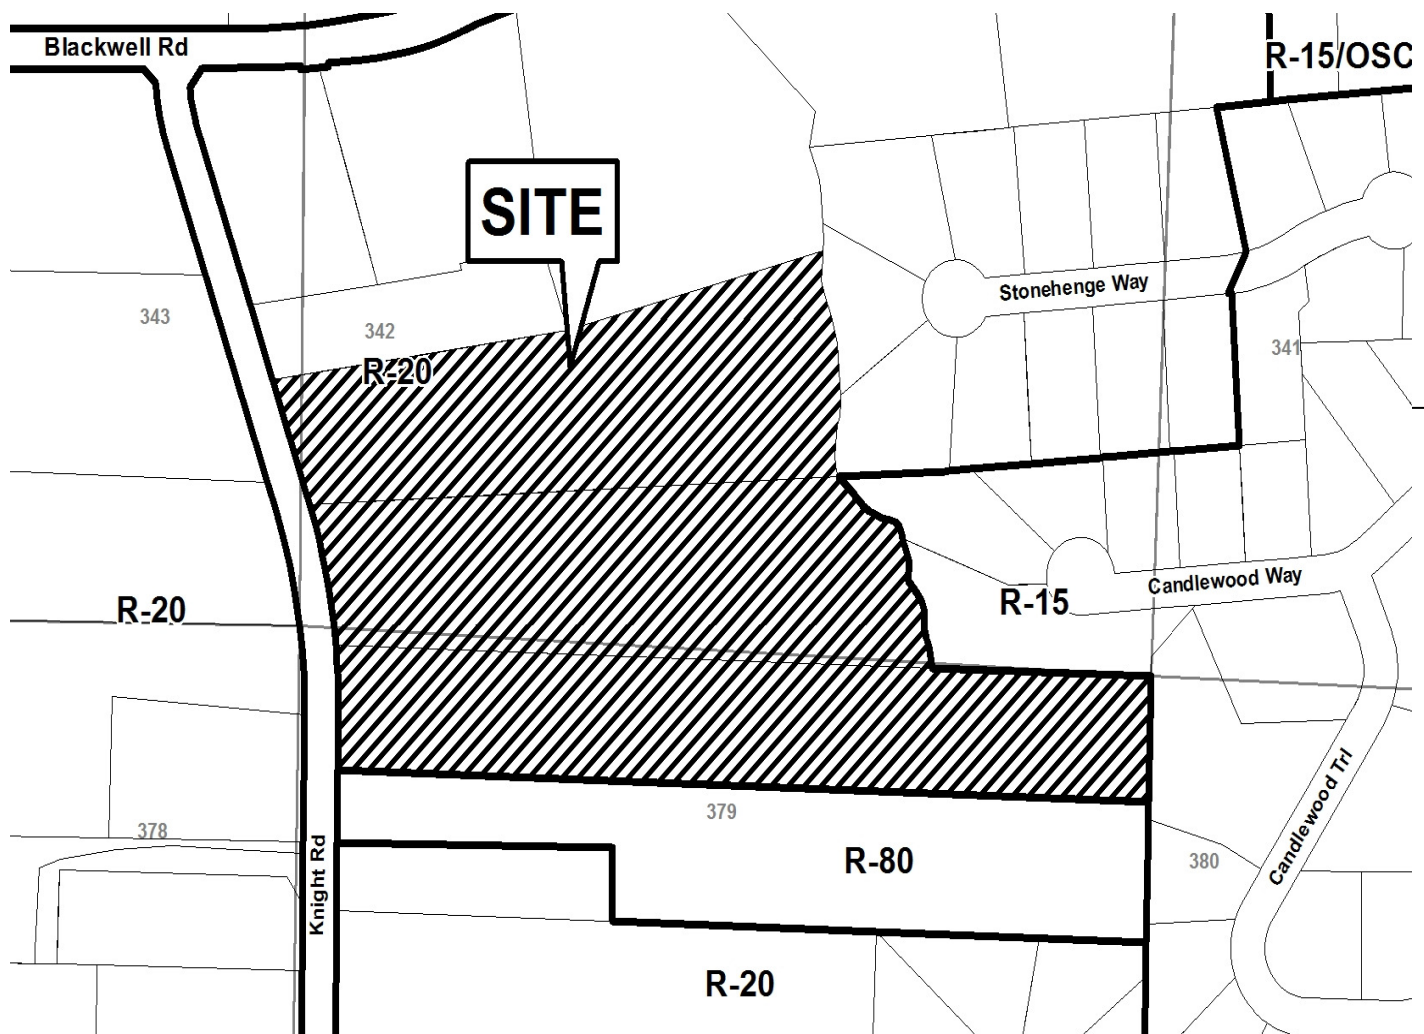 Blackwell Rd
R-15/OSC
SITE
Stonehenge Way
343
342
R-20
341
Candlewood Way
R-15
R-20
379
378
380
R-80
Candlewood Trl
Knight Rd
R-20